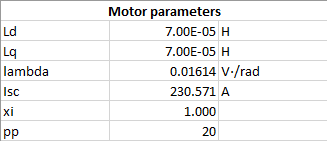 Motor parameters
Ld 7.00E-05 H
Lq 7.00E-05 H
lambda 0.01614 V·/rad
Isc 230.571 A
xi 1.000
pp 20